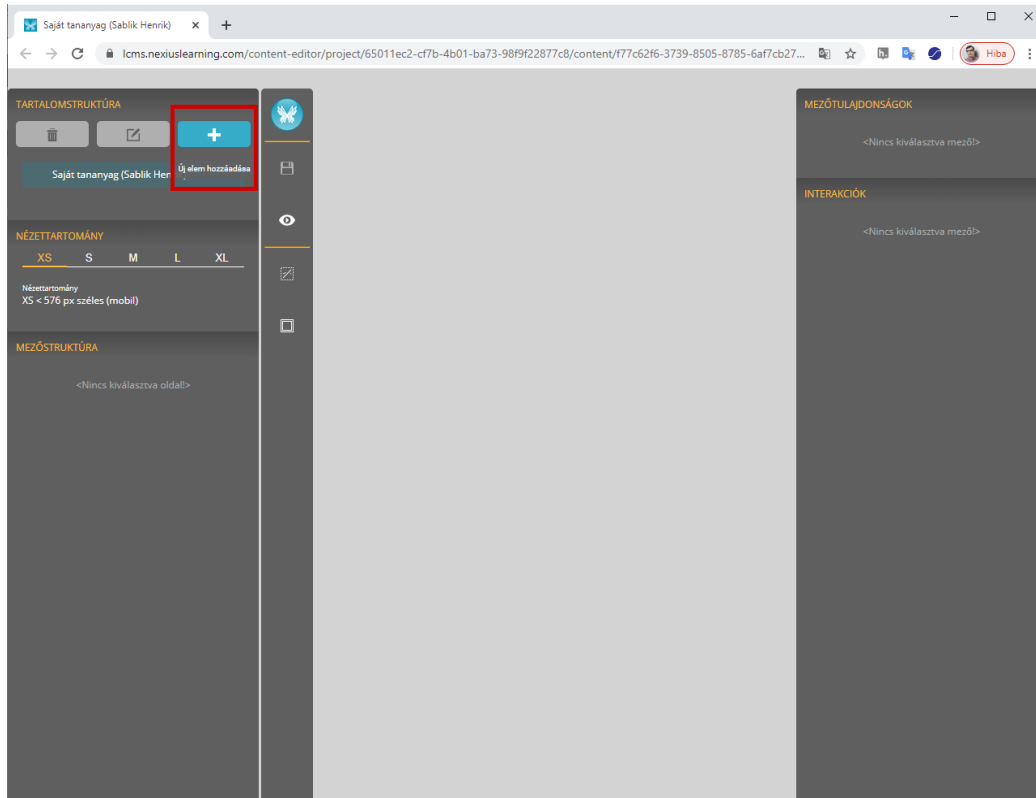 Saját tananyag (Sablik Henrik)
lcms.nexiuslearning.com/content-editor/project/65011ec2-cf7b-4b01-ba73-98f9f22877c8/content/f77c62f6-3739-8505-8785-6af7cb27...
Hiba
TARTALOMSTRUKTÚRA
Új elem hozzáadása
Saját tananyag (Sablik Hen
NÉZETTARTOMÁNY
XS S M L XL
Nézettartomány
XS < 576 px széles (mobil)
MEZŐSTRUKTÚRA
<Nincs kiválasztva oldal!>
MEZŐTULAJDONSÁGOK
<Nincs kiválasztva mező!>
INTERAKCIÓK
<Nincs kiválasztva mező!>